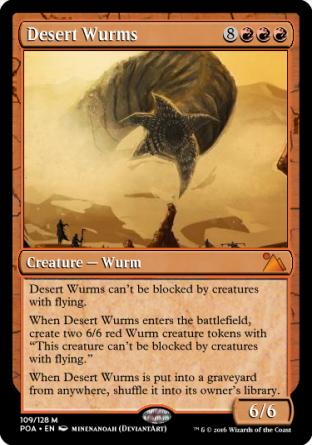 Desert Wurms 8
Creature — Wurm
Desert Wurms can't be blocked by creatures
with flying.
When Desert Wurms enters the battlefield,
create two 6/6 red Wurm creature tokens with
"This creature can't be blocked by creatures
with flying."
When Desert Wurms is put into a graveyard
from anywhere, shuffle it into its owner's library.
6/6
109/128 M
POA • EN MINENANOAH (DEVIANTART)
™ & © 2016 Wizards of the Coast